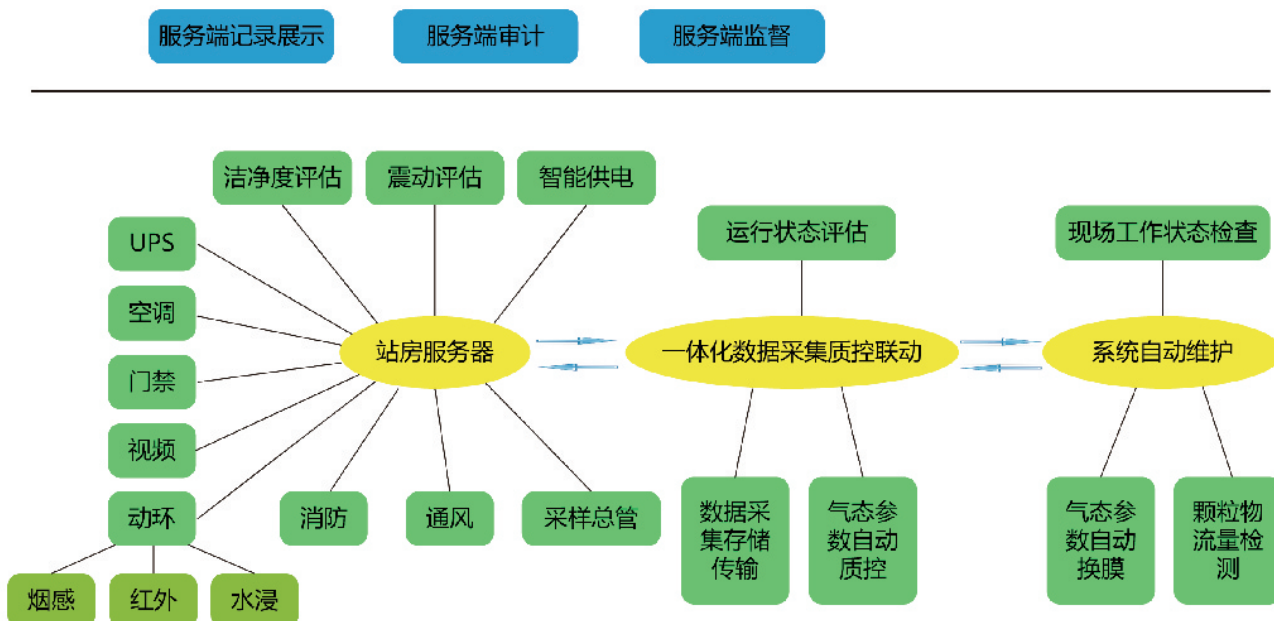 服务端记录展示
服务端审计
服务端监督
洁净度评估
震动评估
智能供电
UPS
运行状态评估
现场工作状态检查
空调
站房服务器
一体化数据采集质控联动
系统自动维护
门禁
视频
动环
消防
通风
采样总管
数据采
集存储
传输
气态参
数自动
质控
气态参
数自动
换膜
颗粒物
流量检
测
烟感
红外
水浸